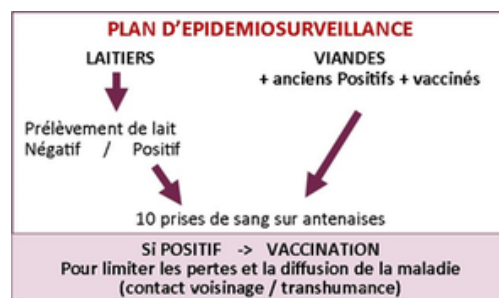 PLAN D'EPIDEMIOSURVEILLANCE
LAITIERS
VIANDES
+ anciens Positifs + vaccinés
Prélèvement de lait
Négatif / Positif
10 prises de sang sur antenaises
Si POSITIF -> VACCINATION
Pour limiter les pertes et la diffusion de la maladie
(contact voisinage / transhumance)